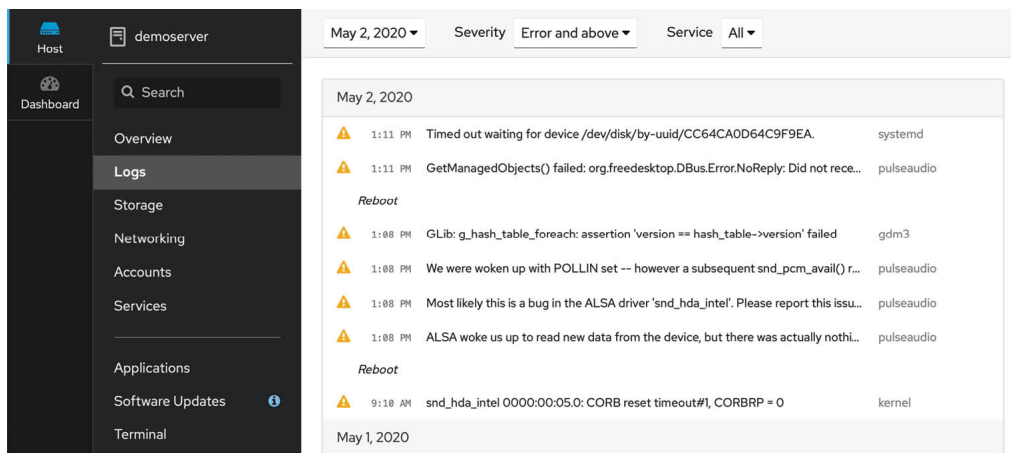 Host
demoserver
May 2, 2020
Severity
Error and above
Service
All
Dashboard
Search
Overview
Logs
Storage
Networking
Accounts
Services
Applications
Software Updates
Terminal
May 2, 2020
1:11 PM Timed out waiting for device /dev/disk/by-uuid/CC64CA0D64C9F9EA. systemd
1:11 PM GetManagedObjects() failed: org.freedesktop.DBus.Error.NoReply: Did not rece... pulseaudio
Reboot
1:08 PM GLib: g_hash_table_foreach: assertion 'version == hash_table->version' failed gdm3
1:08 PM We were woken up with POLLIN set -- however a subsequent snd_pcm_avail() r... pulseaudio
1:08 PM Most likely this is a bug in the ALSA driver 'snd_hda_intel'. Please report this issu... pulseaudio
1:08 PM ALSA woke us up to read new data from the device, but there was actually nothi... pulseaudio
Reboot
9:10 AM snd_hda_intel 0000:00:05.0: CORB reset timeout#1, CORBRP = 0 kernel
May 1, 2020